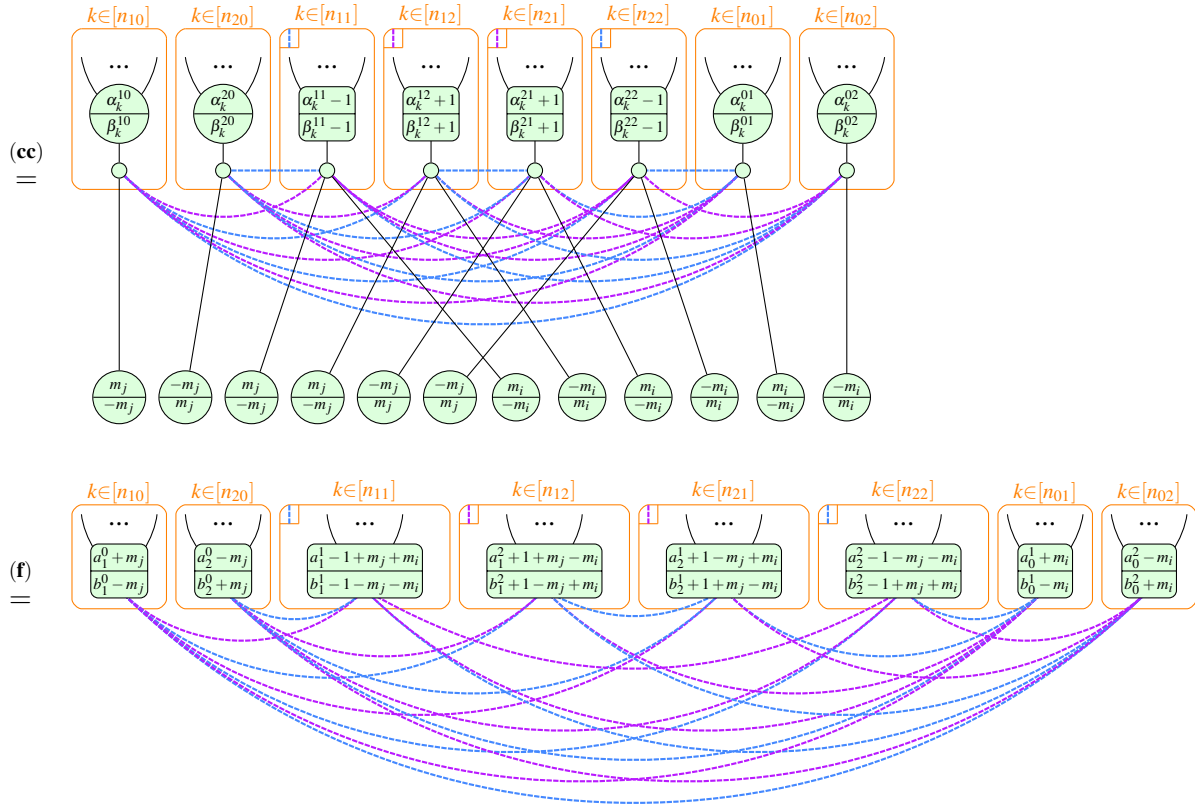 k∈[n₁₀] k∈[n₂₀] k∈[n₁₁] k∈[n₁₂] k∈[n₂₁] k∈[n₂₂] k∈[n₀₁] k∈[n₀₂]
... ... ... ... ... ... ... ...
α_k^{10} α_k^{20} α_k^{11} − 1 α_k^{12} + 1 α_k^{21} + 1 α_k^{22} − 1 α_k^{01} α_k^{02}
β_k^{10} β_k^{20} β_k^{11} − 1 β_k^{12} + 1 β_k^{21} + 1 β_k^{22} − 1 β_k^{01} β_k^{02}
(cc)
=
m_j −m_j m_j m_j −m_j −m_j m_i −m_i m_i −m_i m_i −m_i
−m_j m_j −m_j −m_j m_j m_j −m_i m_i −m_i m_i −m_i m_i
k∈[n₁₀] k∈[n₂₀] k∈[n₁₁] k∈[n₁₂] k∈[n₂₁] k∈[n₂₂] k∈[n₀₁] k∈[n₀₂]
... ... ... ... ... ... ... ...
a_1^0 + m_j a_2^0 − m_j a_1^1 − 1 + m_j + m_i a_1^2 + 1 + m_j − m_i a_2^1 + 1 − m_j + m_i a_2^2 − 1 − m_j − m_i a_0^1 + m_i a_0^2 − m_i
b_1^0 − m_j b_2^0 + m_j b_1^1 − 1 − m_j − m_i b_1^2 + 1 − m_j + m_i b_2^1 + 1 + m_j − m_i b_2^2 − 1 + m_j + m_i b_0^1 − m_i b_0^2 + m_i
(f)
=